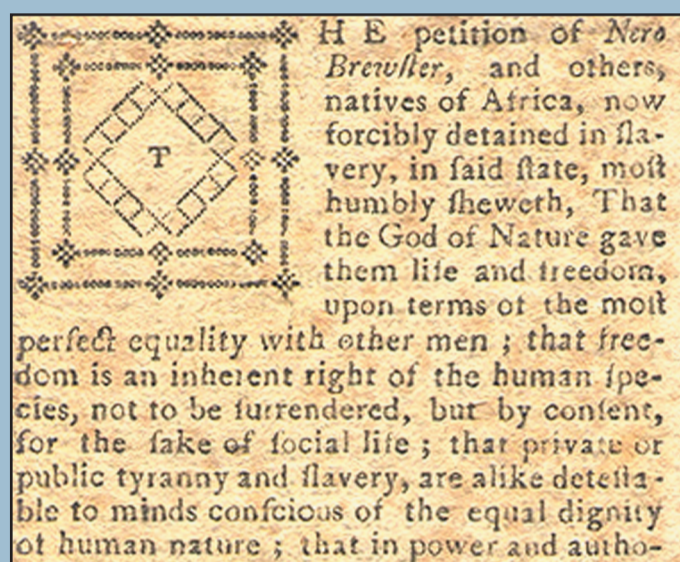 T
HE petition of Nero
Brewſter, and others,
natives of Africa, now
forcibly detained in ſla-
very, in ſaid ſtate, moſt
humbly ſheweth, That
the God of Nature gave
them life and freedom,
upon terms of the moſt
perfect equality with other men ; that free-
dom is an inherent right of the human ſpe-
cies, not to be ſurrendered, but by conſent,
for the ſake of ſocial life ; that private or
public tyranny and ſlavery, are alike deteſta-
ble to minds conſcious of the equal dignity
of human nature ; that in power and autho-